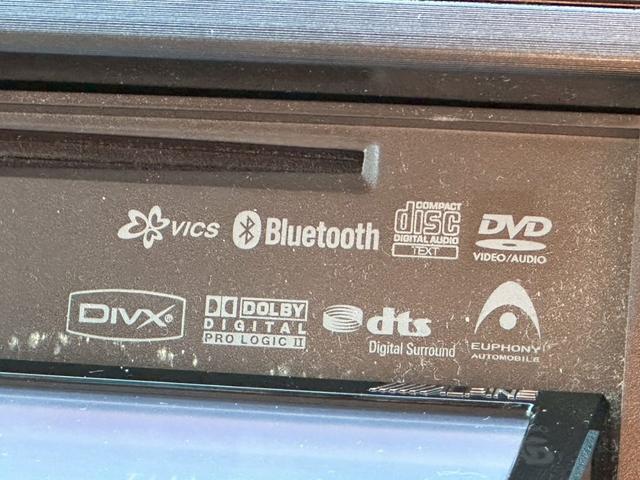 VICS
Bluetooth
COMPACT
disc
DIGITAL AUDIO
TEXT
DVD
VIDEO/AUDIO
DIVX®
DOLBY
DIGITAL
PRO LOGIC II
dts
Digital Surround
EUPHONY
AUTOMOBILE
ALPINE